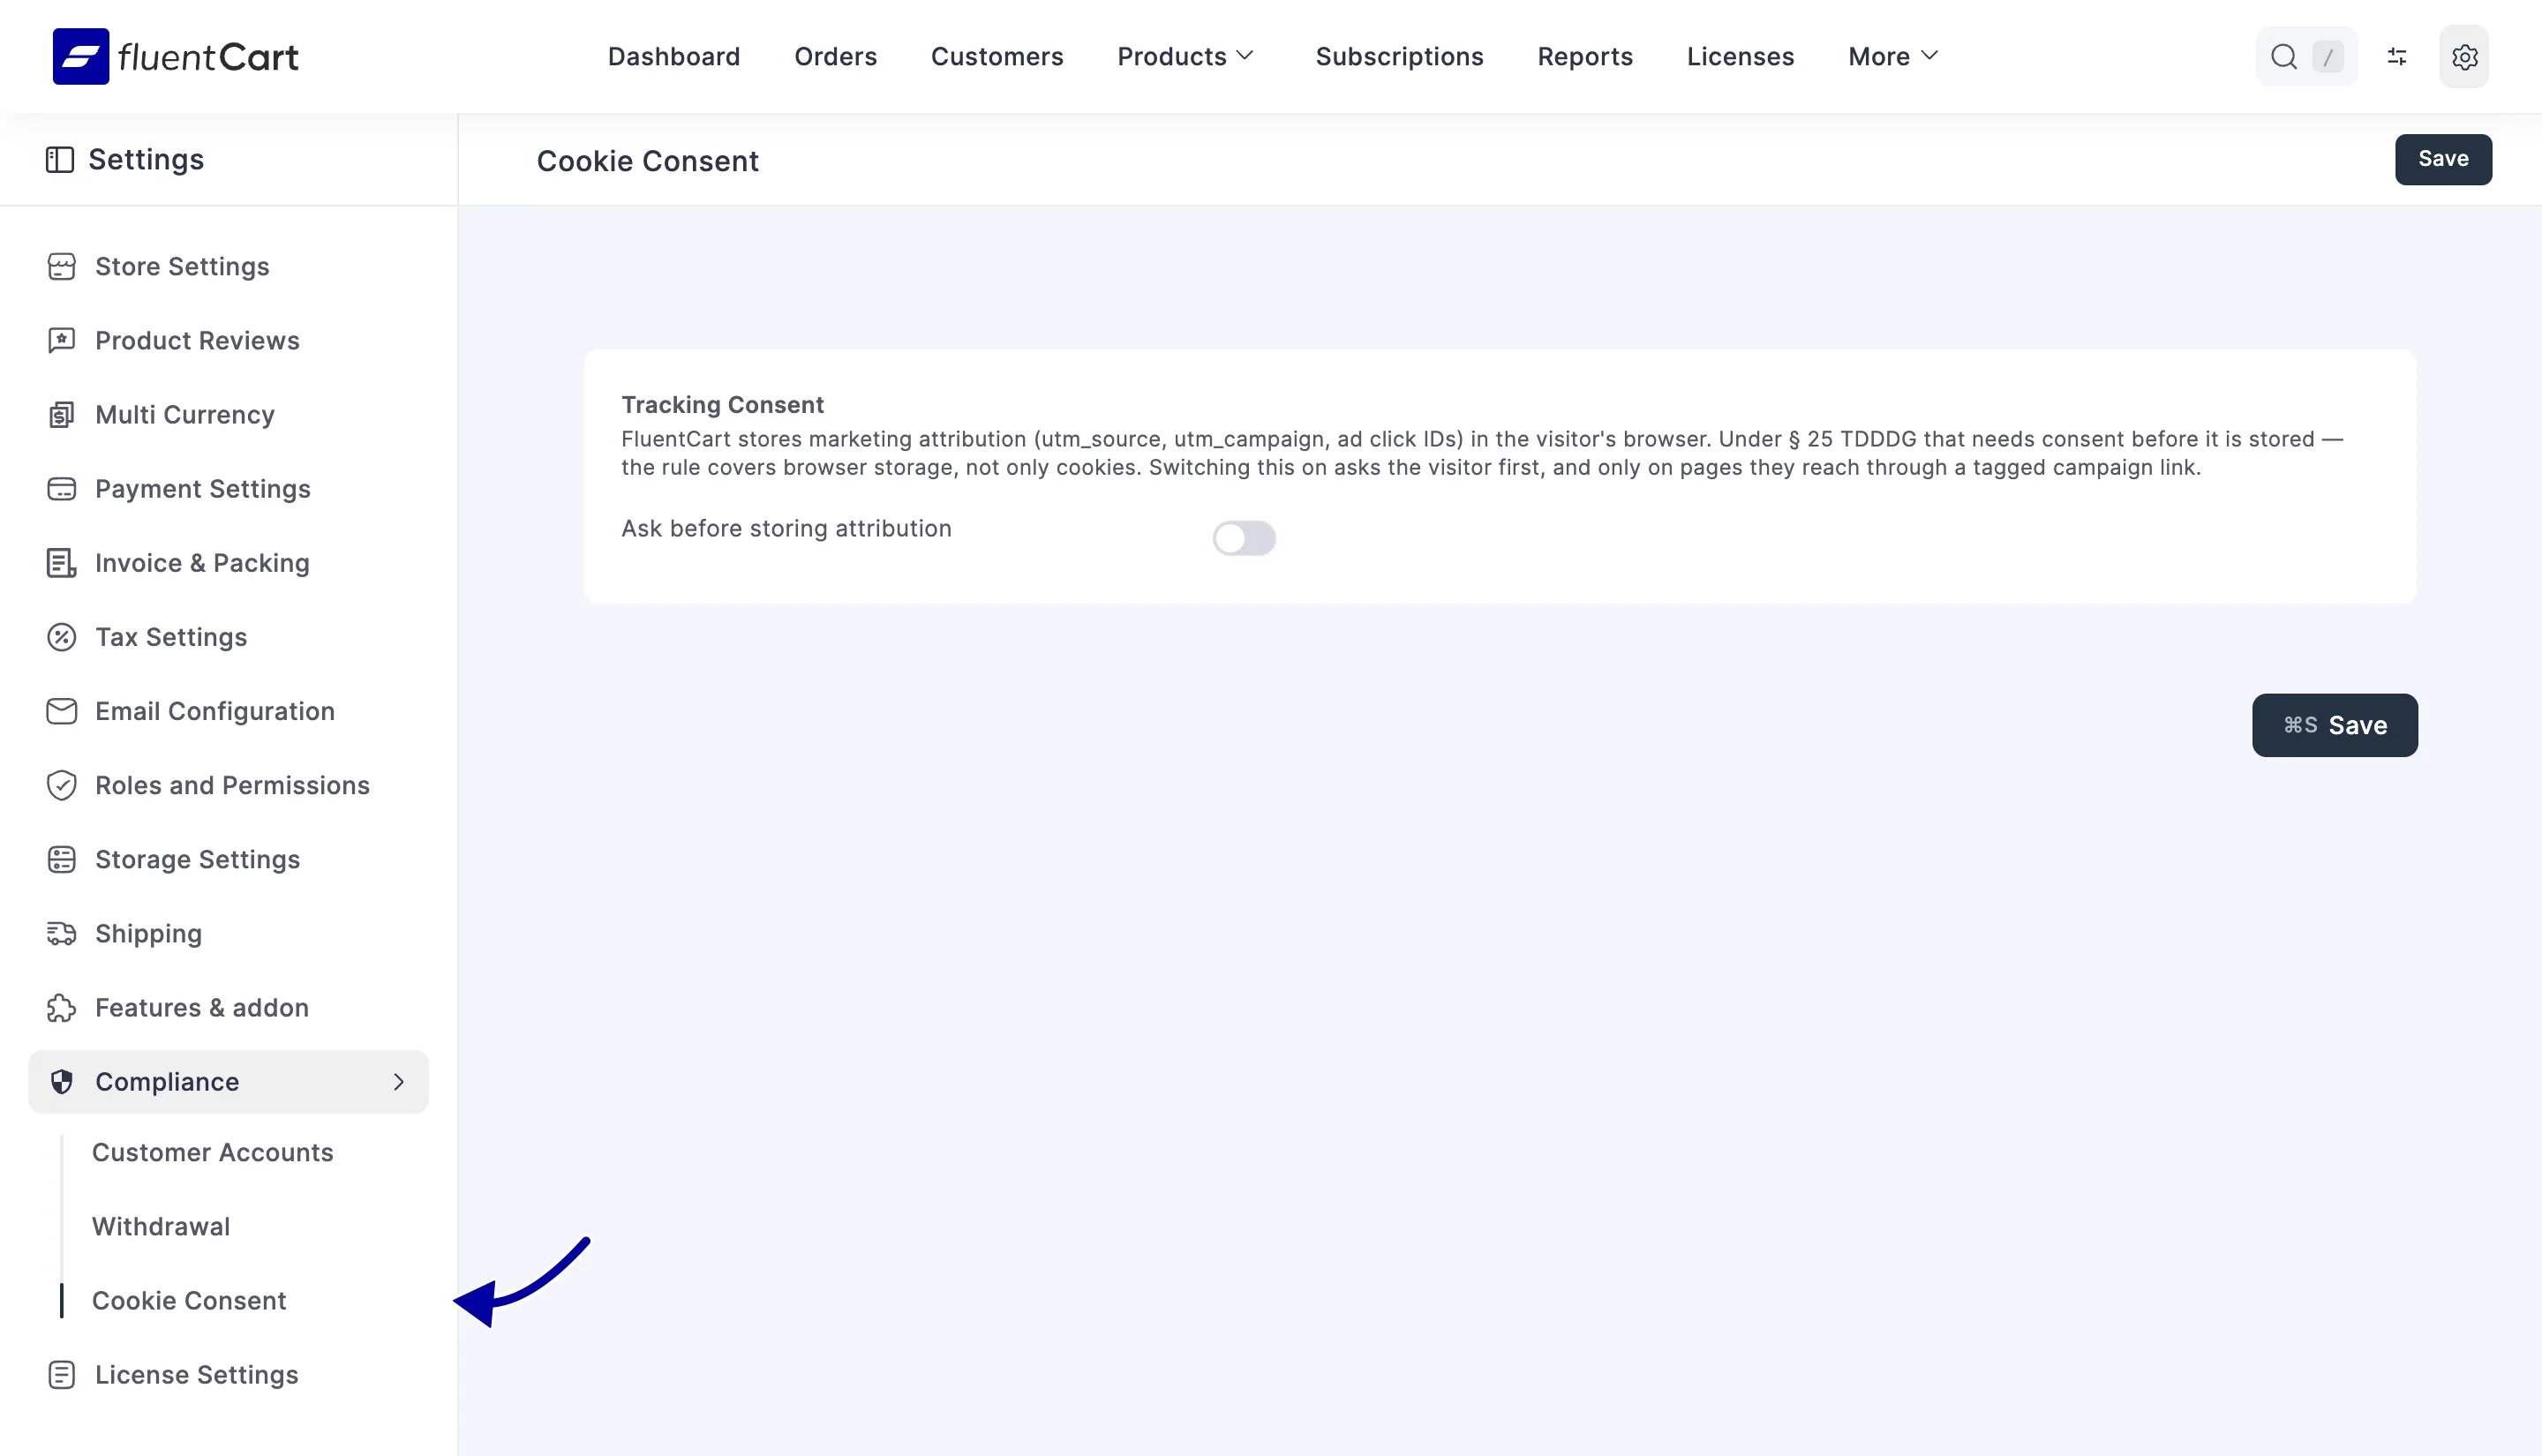 fluentCart
Dashboard
Orders
Customers
Products
Subscriptions
Reports
Licenses
More
/
Settings
Cookie Consent
Save
Store Settings
Product Reviews
Multi Currency
Payment Settings
Invoice & Packing
Tax Settings
Email Configuration
Roles and Permissions
Storage Settings
Shipping
Features & addon
Compliance
Customer Accounts
Withdrawal
Cookie Consent
License Settings
Tracking Consent
FluentCart stores marketing attribution (utm_source, utm_campaign, ad click IDs) in the visitor's browser. Under § 25 TDDDG that needs consent before it is stored —
the rule covers browser storage, not only cookies. Switching this on asks the visitor first, and only on pages they reach through a tagged campaign link.
Ask before storing attribution
⌘S Save